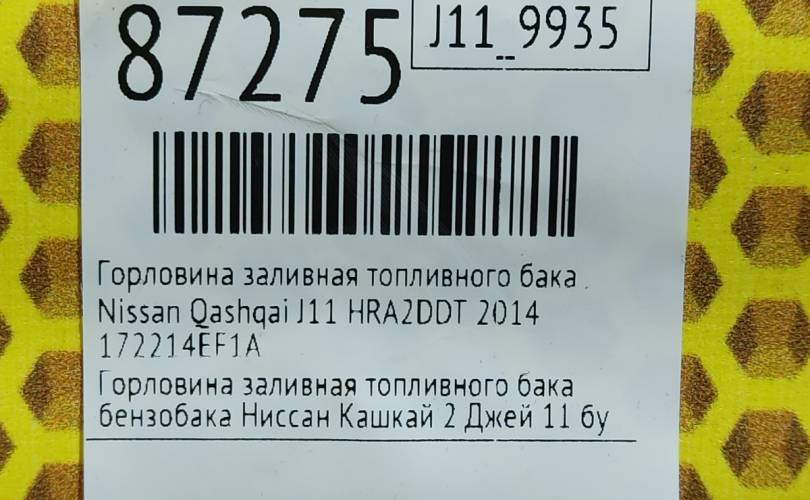 87275
J11_9935
Горловина заливная топливного бака
Nissan Qashqai J11 HRA2DDT 2014
172214EF1A
Горловина заливная топливного бака
бензобака Ниссан Кашкай 2 Джей 11 бу